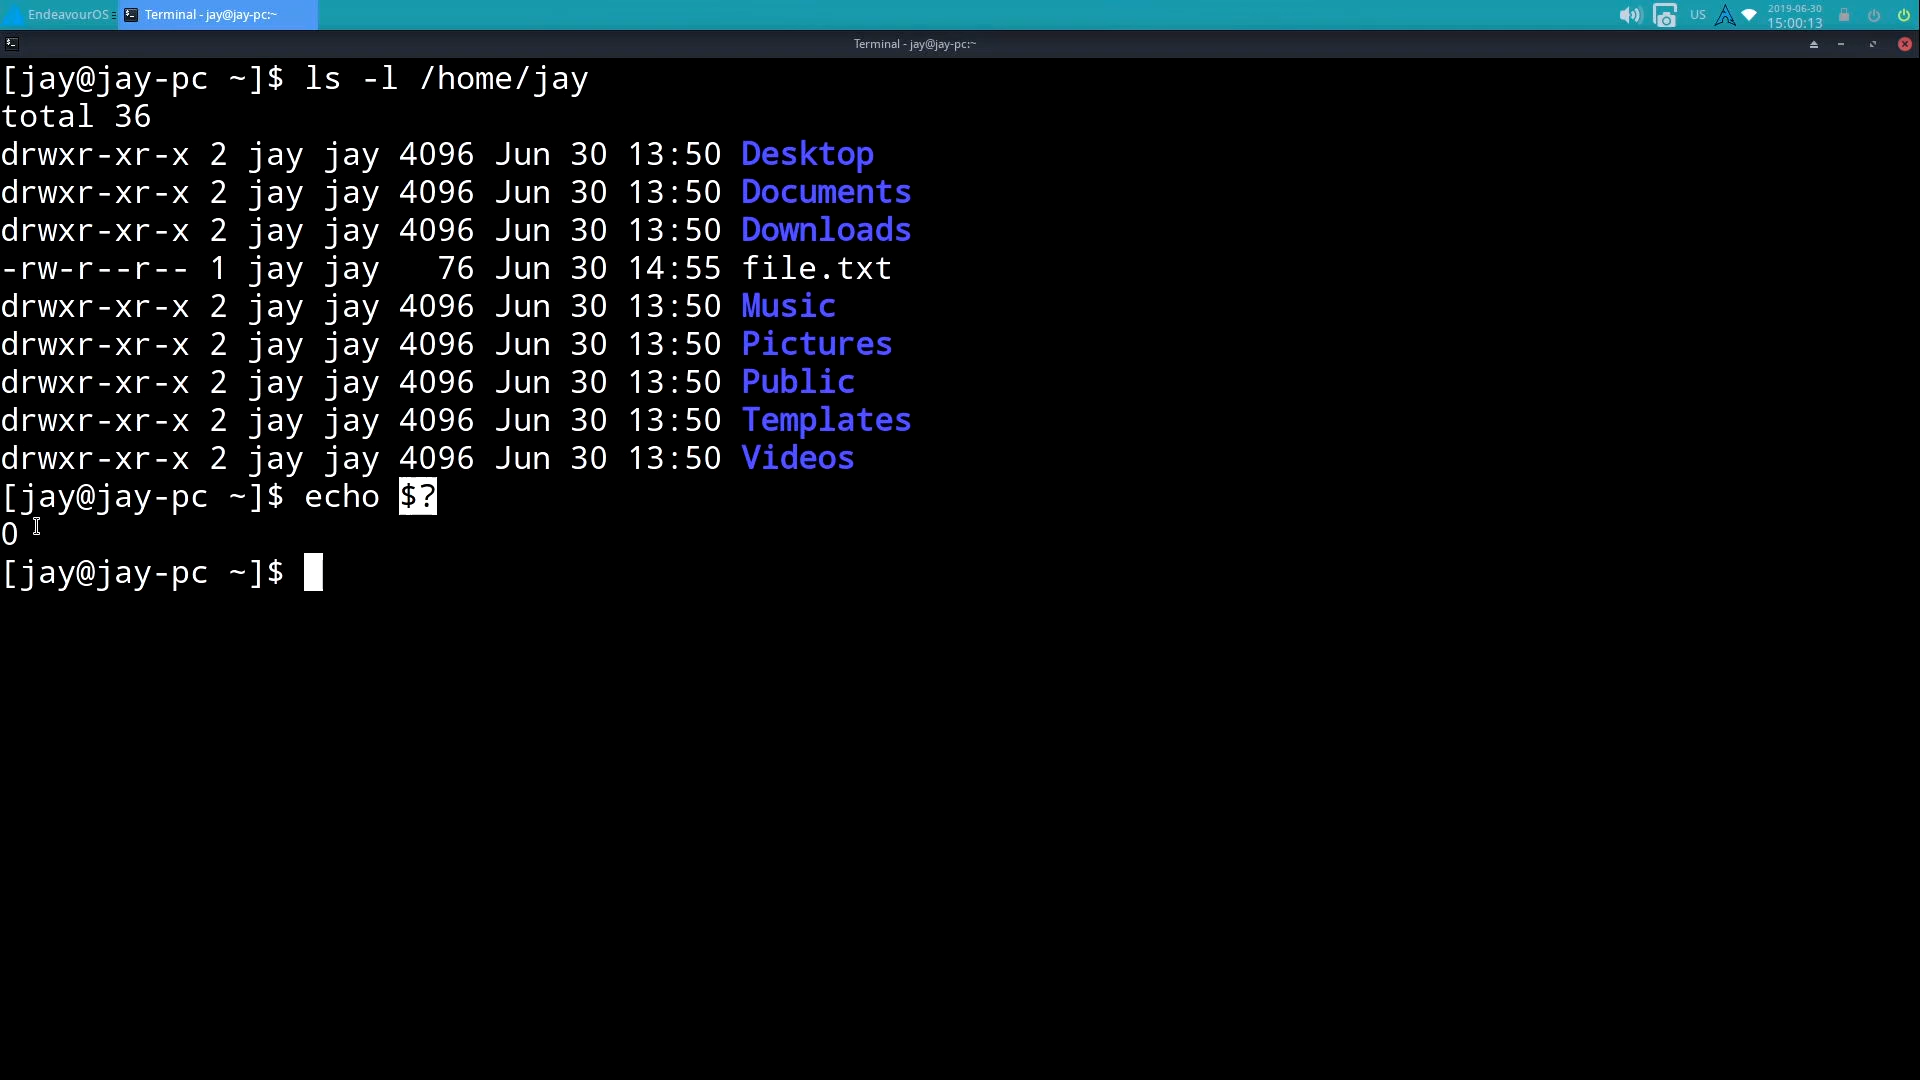 EndeavourOS
Terminal - jay@jay-pc:~
US
2019-06-30
15:00:13
Terminal - jay@jay-pc:~
[jay@jay-pc ~]$ ls -l /home/jay
total 36
drwxr-xr-x 2 jay jay 4096 Jun 30 13:50 Desktop
drwxr-xr-x 2 jay jay 4096 Jun 30 13:50 Documents
drwxr-xr-x 2 jay jay 4096 Jun 30 13:50 Downloads
-rw-r--r-- 1 jay jay   76 Jun 30 14:55 file.txt
drwxr-xr-x 2 jay jay 4096 Jun 30 13:50 Music
drwxr-xr-x 2 jay jay 4096 Jun 30 13:50 Pictures
drwxr-xr-x 2 jay jay 4096 Jun 30 13:50 Public
drwxr-xr-x 2 jay jay 4096 Jun 30 13:50 Templates
drwxr-xr-x 2 jay jay 4096 Jun 30 13:50 Videos
[jay@jay-pc ~]$ echo $?
0
[jay@jay-pc ~]$